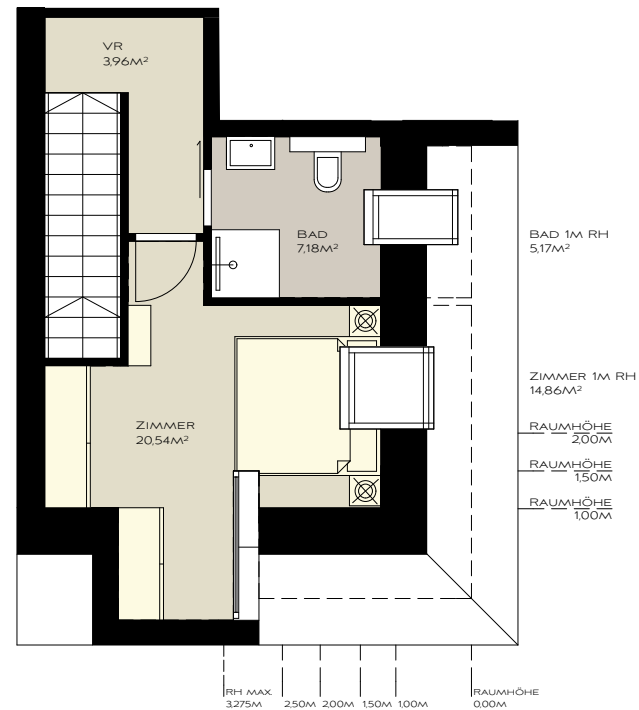 VR
3,96M²
BAD
7,18M²
BAD 1M RH
5,17M²
ZIMMER 1M RH
14,86M²
ZIMMER
20,54M²
RAUMHÖHE
2,00M
RAUMHÖHE
1,50M
RAUMHÖHE
1,00M
RH MAX.
3,275M
2,50M
2,00M
1,50M
1,00M
RAUMHÖHE
0,00M